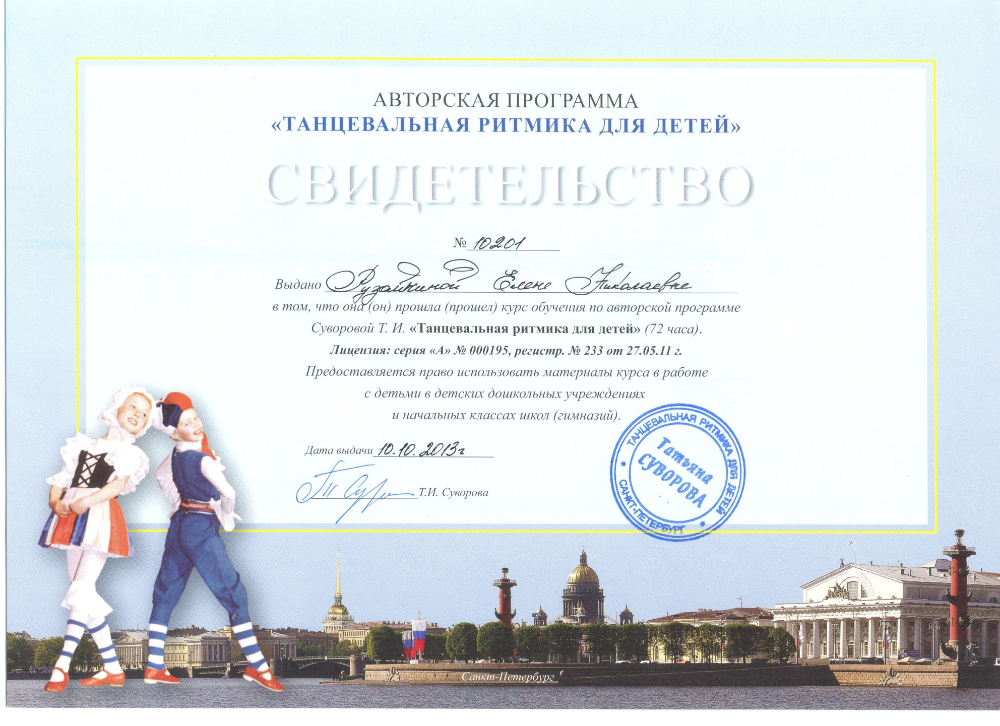 АВТОРСКАЯ ПРОГРАММА
«ТАНЦЕВАЛЬНАЯ РИТМИКА ДЛЯ ДЕТЕЙ»
СВИДЕТЕЛЬСТВО
№ 10201
Выдано Рузайкиной Елене Николаевне
в том, что она (он) прошла (прошел) курс обучения по авторской программе
Суворовой Т. И. «Танцевальная ритмика для детей» (72 часа).
Лицензия: серия «А» № 000195, регистр. № 233 от 27.05.11 г.
Предоставляется право использовать материалы курса в работе
с детьми в детских дошкольных учреждениях
и начальных классах школ (гимназий).
Дата выдачи 10.10.2013г
Т.И. Суворова
ТАНЦЕВАЛЬНАЯ РИТМИКА ДЛЯ ДЕТЕЙ
* САНКТ-ПЕТЕРБУРГ *
Татьяна
СУВОРОВА
Санкт-Петербург